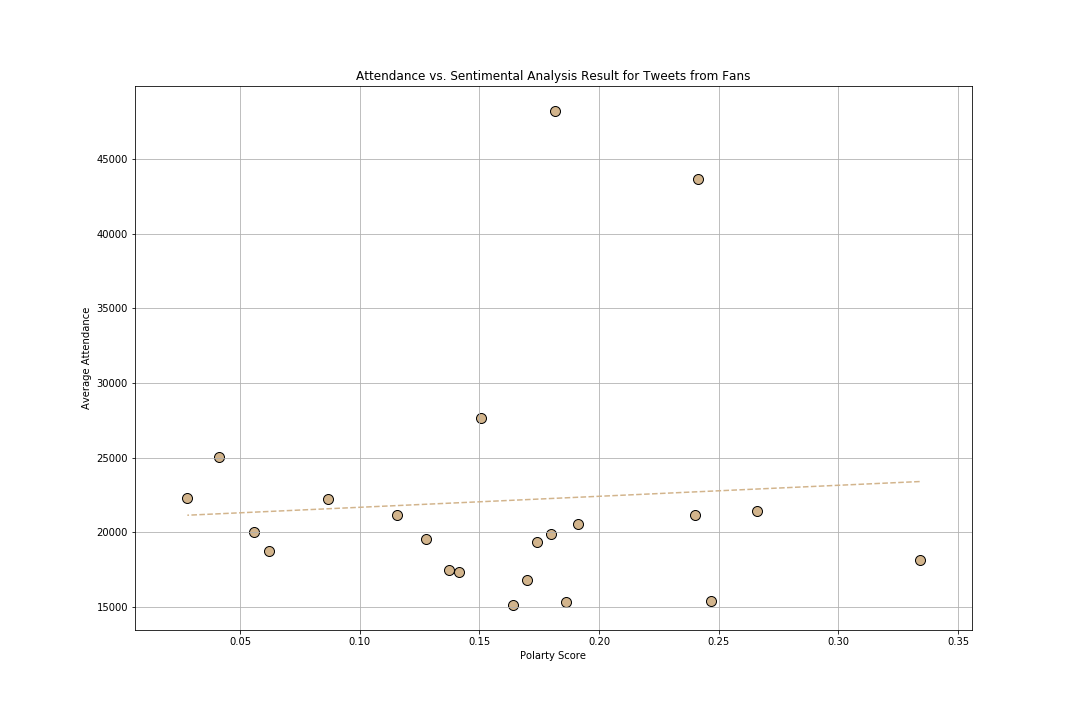 Attendance vs. Sentimental Analysis Result for Tweets from Fans
Average Attendance
45000
40000
35000
30000
25000
20000
15000
0.05 0.10 0.15 0.20 0.25 0.30 0.35
Polarty Score